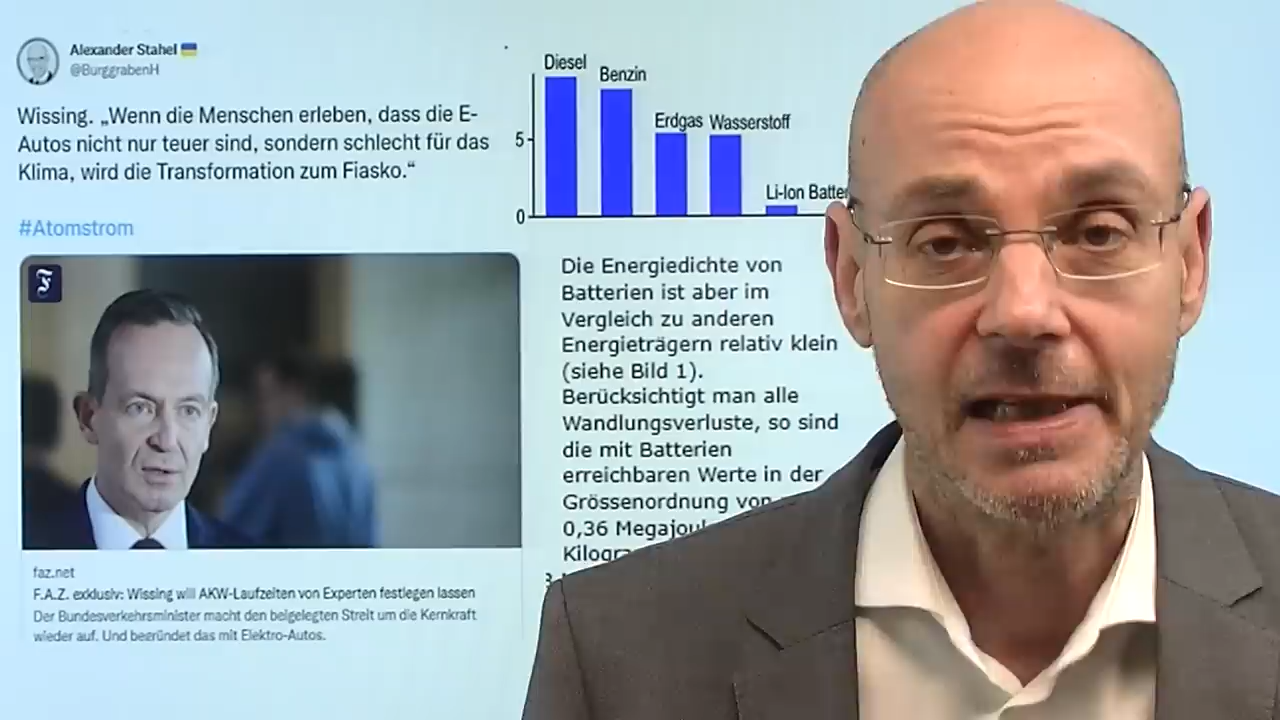 Alexander Stahel
@BurggrabenH
Wissing. „Wenn die Menschen erleben, dass die E-
Autos nicht nur teuer sind, sondern schlecht für das
Klima, wird die Transformation zum Fiasko.“
#Atomstrom
faz.net
F.A.Z. exklusiv: Wissing will AKW-Laufzeiten von Experten festlegen lassen
Der Bundesverkehrsminister macht den beigelegten Streit um die Kernkraft
wieder auf. Und begründet das mit Elektro-Autos.
Diesel
Benzin
Erdgas Wasserstoff
Li-Ion
5
0
Die Energiedichte von
Batterien ist aber im
Vergleich zu anderen
Energieträgern relativ klein
(siehe Bild 1).
Berücksichtigt man alle
Wandlungsverluste, so sind
die mit Batterien
erreichbaren Werte in der
Grössenordnung von
0,36